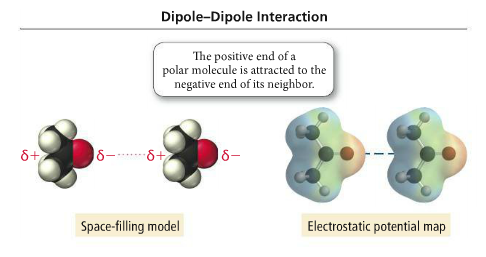 Dipole–Dipole Interaction
The positive end of a
polar molecule is attracted to the
negative end of its neighbor.
δ+ δ− δ+ δ−
Space-filling model
Electrostatic potential map